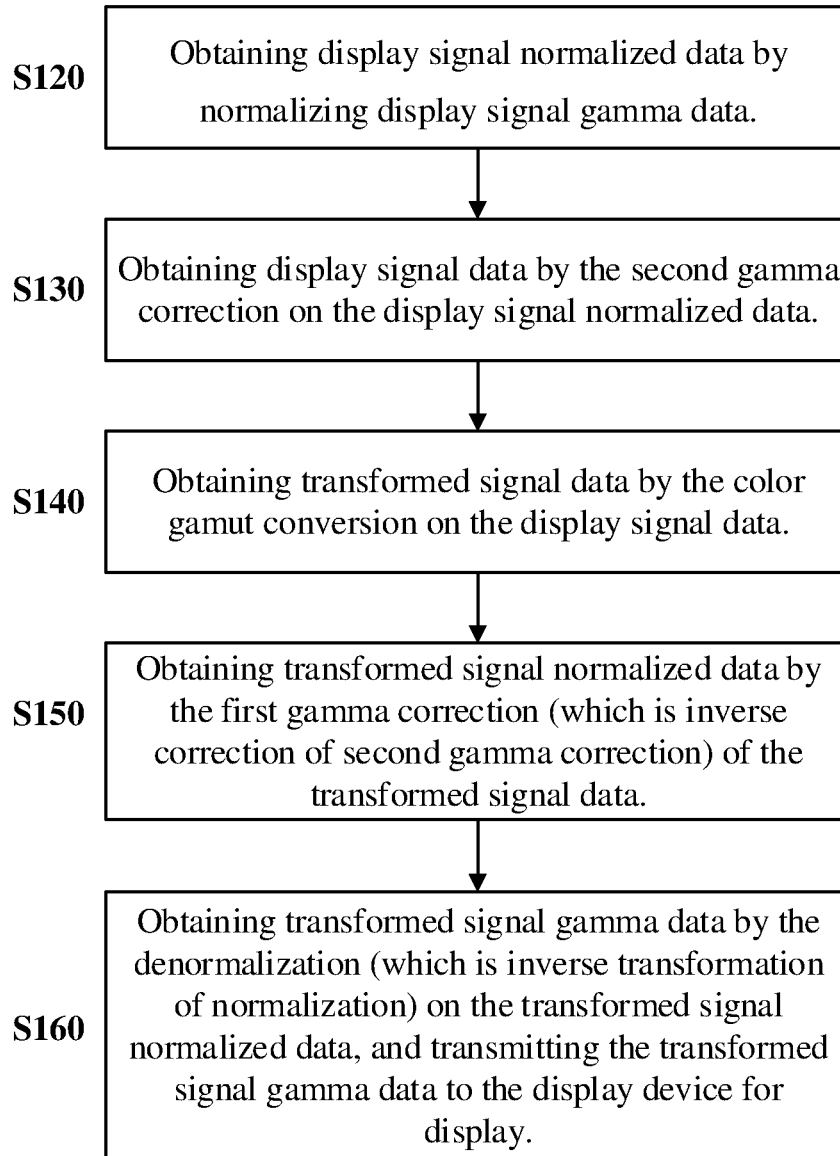 S120
Obtaining display signal normalized data by
normalizing display signal gamma data.
S130
Obtaining display signal data by the second gamma
correction on the display signal normalized data.
S140
Obtaining transformed signal data by the color
gamut conversion on the display signal data.
S150
Obtaining transformed signal normalized data by
the first gamma correction (which is inverse
correction of second gamma correction) of the
transformed signal data.
S160
Obtaining transformed signal gamma data by the
denormalization (which is inverse transformation
of normalization) on the transformed signal
normalized data, and transmitting the transformed
signal gamma data to the display device for
display.